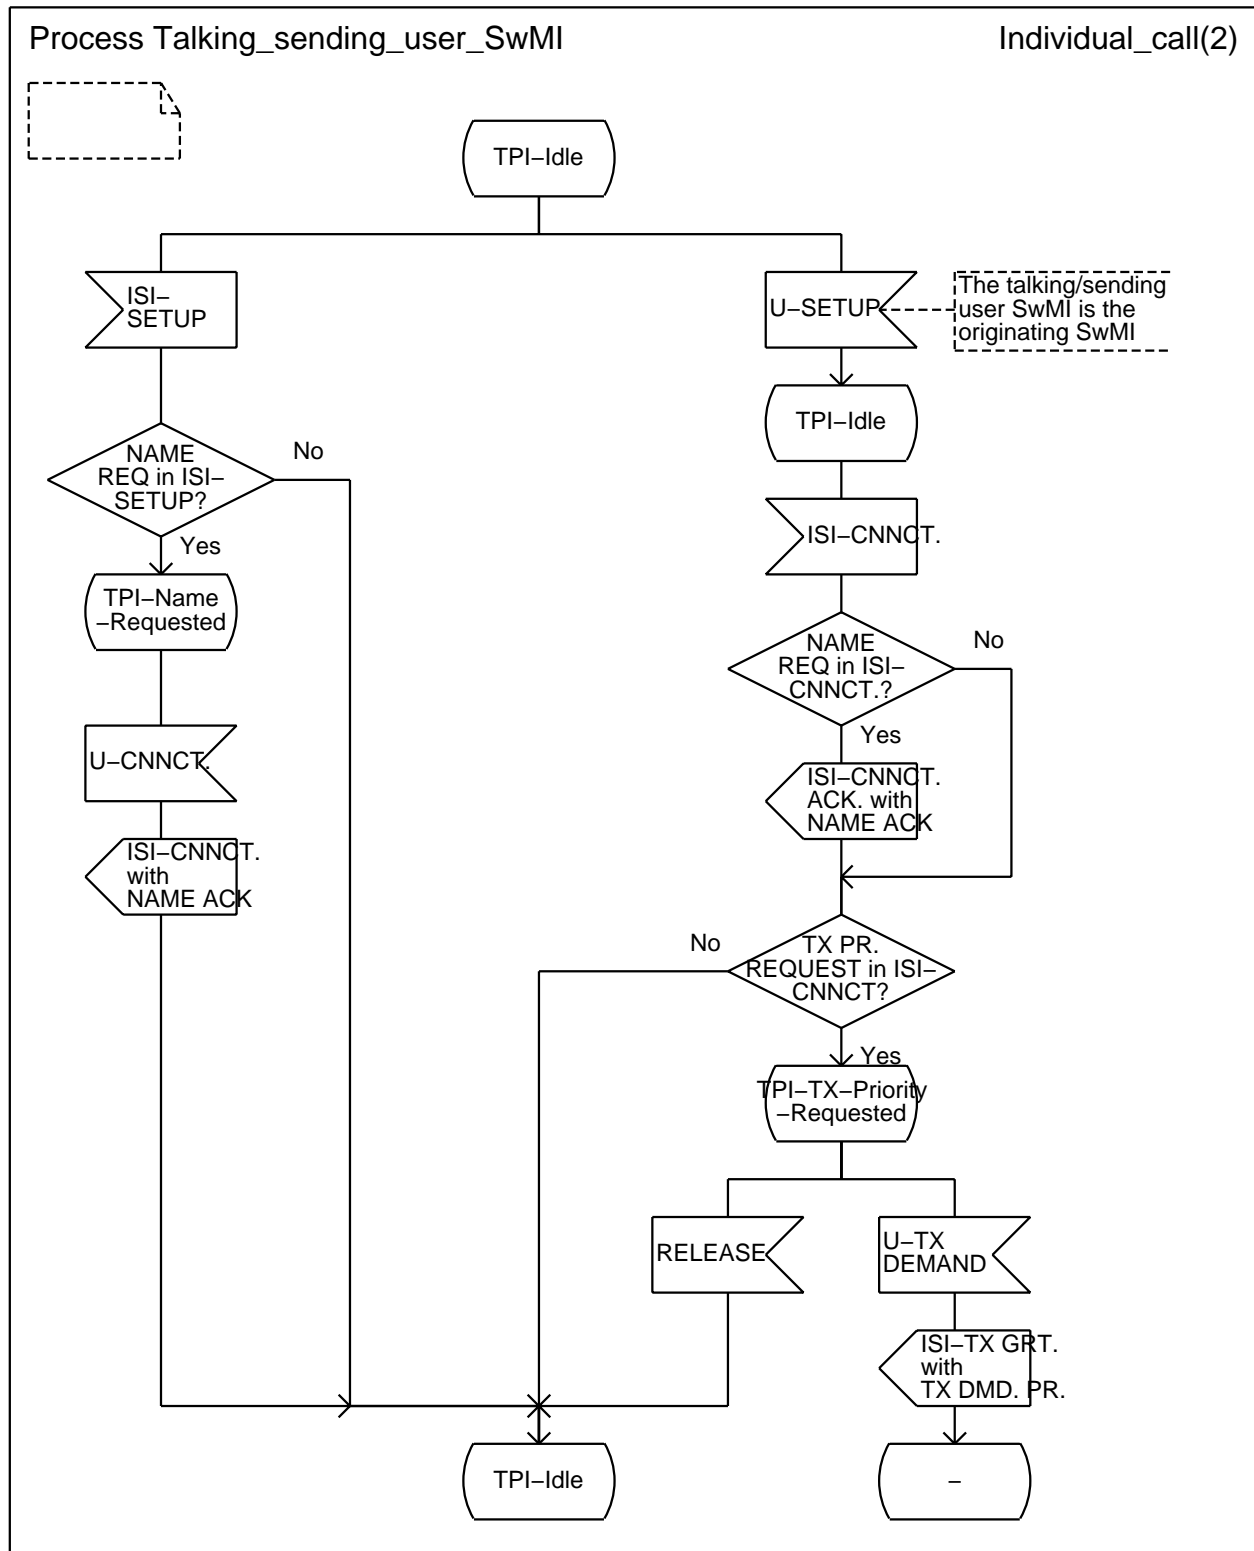 Process Talking_sending_user_SwMI
Individual_call(2)
TPI–Idle
ISI–
SETUP
U–SETUP
The talking/sending
user SwMI is the
originating SwMI
TPI–Idle
NAME
REQ in ISI–
SETUP?
No
Yes
ISI–CNNCT.
TPI–Name
–Requested
NAME
REQ in ISI–
CNNCT.?
No
Yes
U–CNNCT.
ISI–CNNCT.
ACK. with
NAME ACK
ISI–CNNCT.
with
NAME ACK
No
TX PR.
REQUEST in ISI–
CNNCT?
Yes
TPI–TX–Priority
–Requested
RELEASE
U–TX
DEMAND
ISI–TX GRT.
with
TX DMD. PR.
TPI–Idle
–